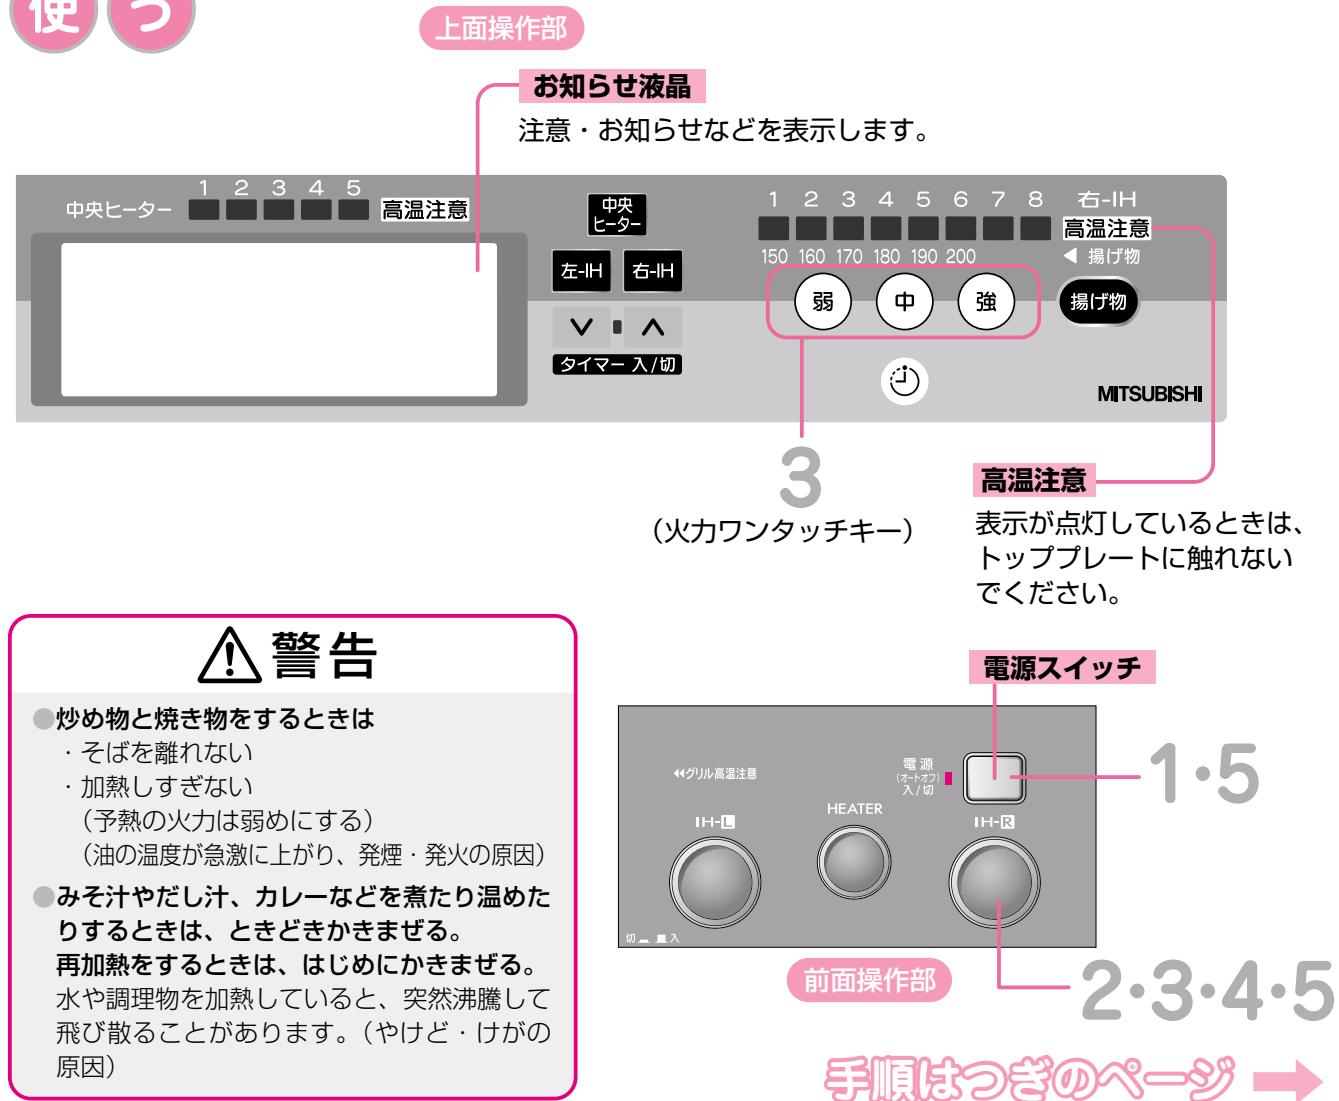 使う
上面操作部
お知らせ液晶
注意・お知らせなどを表示します。
中央ヒーター 1 2 3 4 5 高温注意
中央
ヒーター
左-IH 右-IH
タイマー 入/切
1 2 3 4 5 6 7 8 右-IH
高温注意
150 160 170 180 190 200 ◀ 揚げ物
弱 中 強 揚げ物
MITSUBISHI
3
（火力ワンタッチキー）
高温注意
表示が点灯しているときは、
トッププレートに触れない
でください。
警告
●炒め物と焼き物をするときは
・そばを離れない
・加熱しすぎない
（予熱の火力は弱めにする）
（油の温度が急激に上がり、発煙・発火の原因）
●みそ汁やだし汁、カレーなどを煮たり温めた
りするときは、ときどきかきまぜる。
再加熱をするときは、はじめにかきまぜる。
水や調理物を加熱していると、突然沸騰して
飛び散ることがあります。（やけど・けがの
原因）
電源スイッチ
◀◀グリル高温注意
電源
(オートオフ)
入/切
1・5
IH-L
HEATER
IH-R
切 入
前面操作部
2・3・4・5
手順はつぎのページ